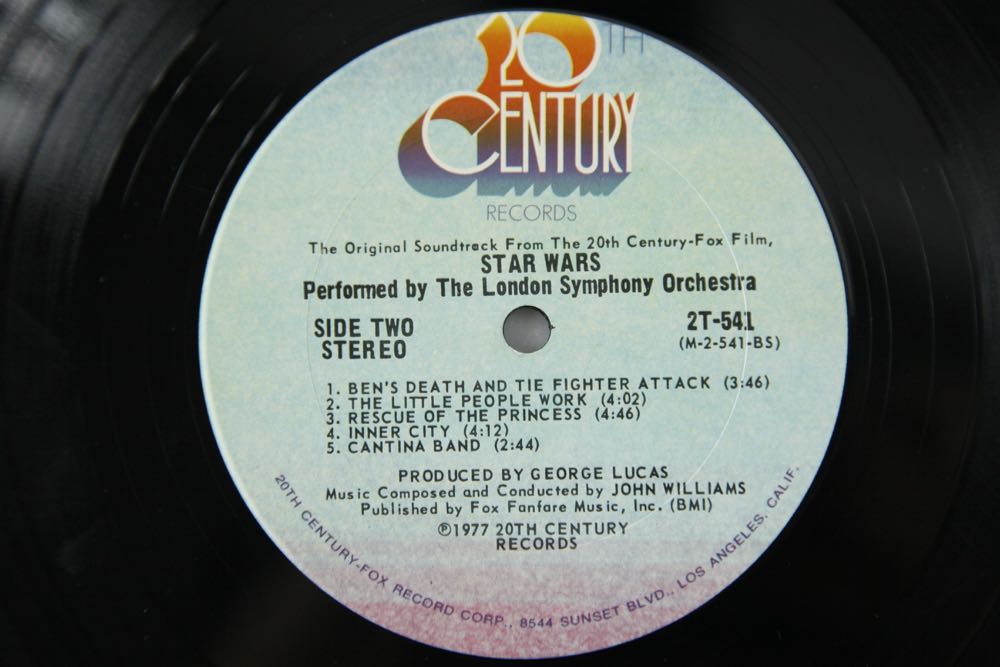 20TH
CENTURY
RECORDS
The Original Soundtrack From The 20th Century-Fox Film,
STAR WARS
Performed by The London Symphony Orchestra
SIDE TWO
STEREO
2T-541
(M-2-541-BS)
1. BEN'S DEATH AND TIE FIGHTER ATTACK (3:46)
2. THE LITTLE PEOPLE WORK (4:02)
3. RESCUE OF THE PRINCESS (4:46)
4. INNER CITY (4:12)
5. CANTINA BAND (2:44)
PRODUCED BY GEORGE LUCAS
Music Composed and Conducted by JOHN WILLIAMS
Published by Fox Fanfare Music, Inc. (BMI)
℗1977 20TH CENTURY
RECORDS
20TH CENTURY-FOX RECORD CORP., 8544 SUNSET BLVD., LOS ANGELES, CALIF.